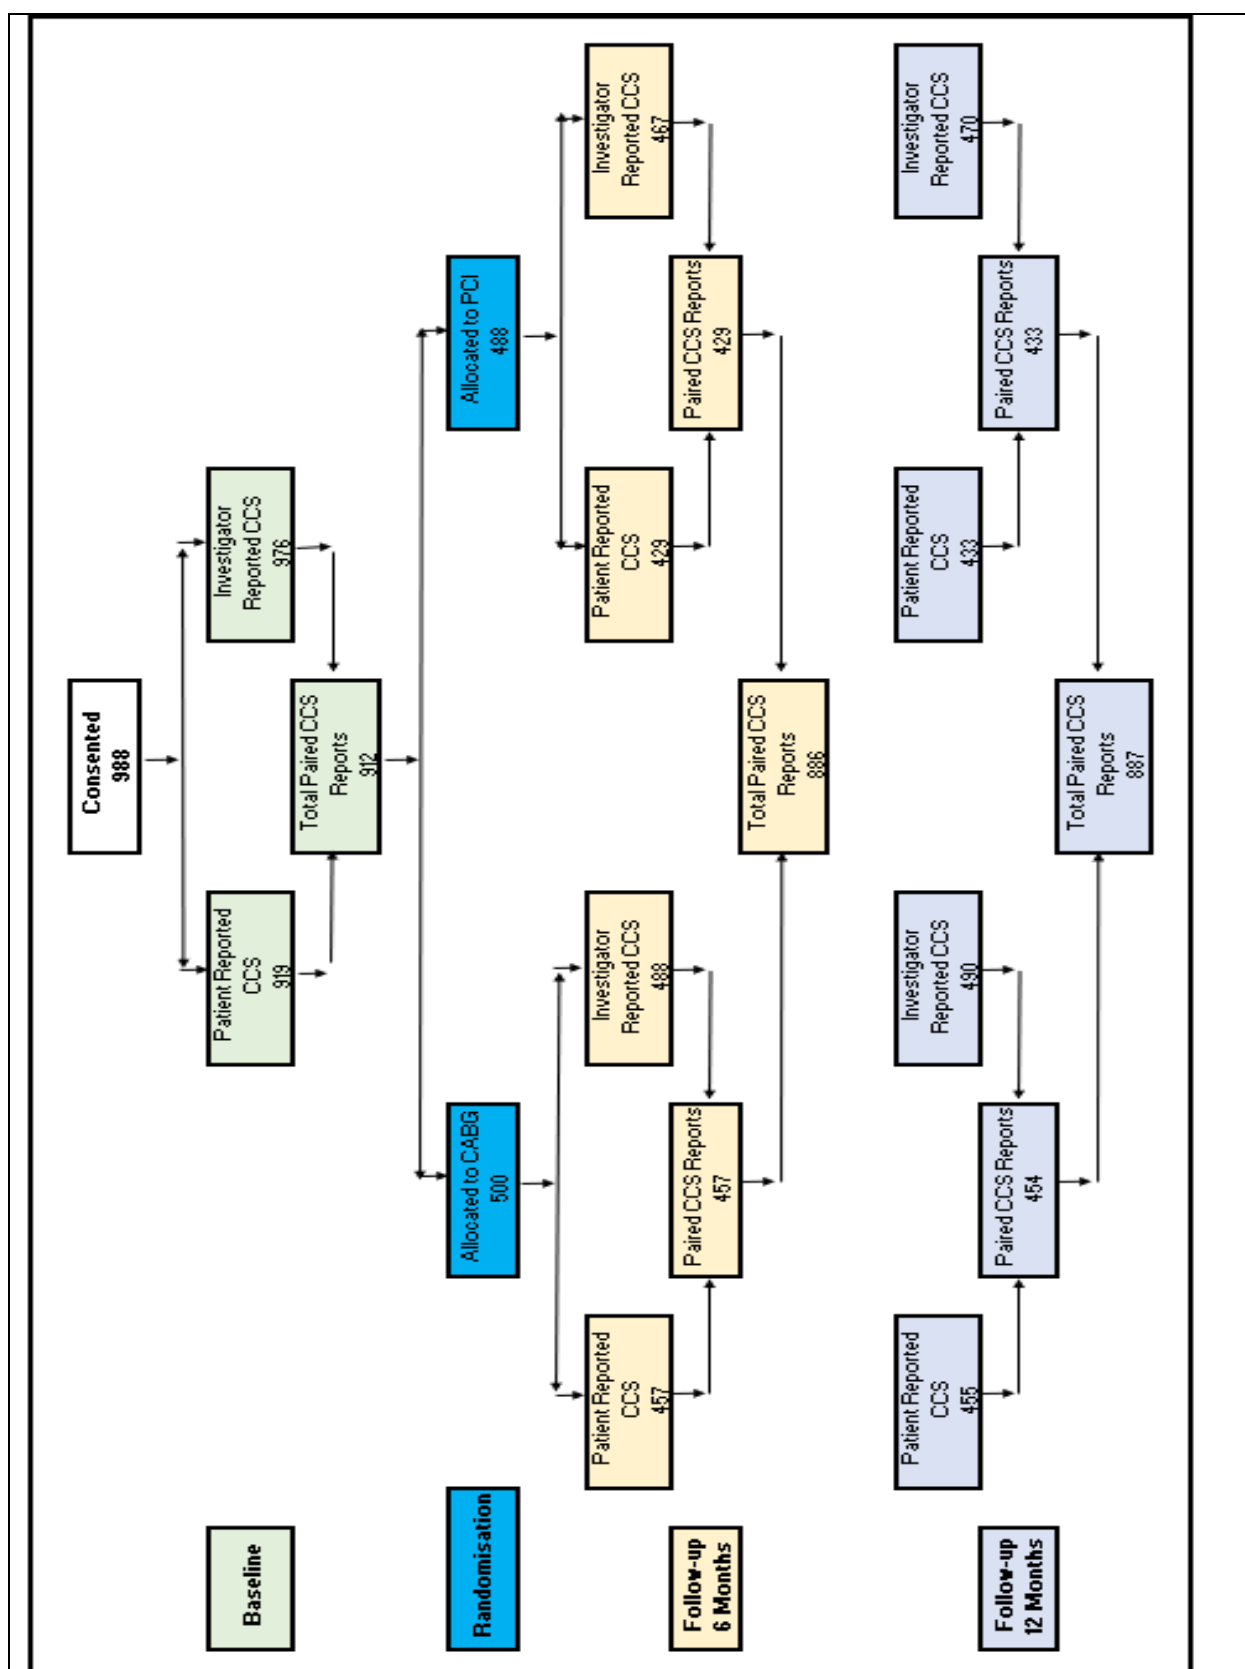 Consented
988
Baseline
Patient Reported
CCS
919
Investigator
Reported CCS
976
Total Paired CCS
Reports
912
Randomisation
Allocated to CABG
500
Allocated to PCI
488
Follow-up
6 Months
Patient Reported
CCS
457
Investigator
Reported CCS
488
Patient Reported
CCS
429
Investigator
Reported CCS
467
Paired CCS Reports
457
Paired CCS Reports
429
Total Paired CCS
Reports
886
Follow-up
12 Months
Patient Reported
CCS
455
Investigator
Reported CCS
490
Patient Reported
CCS
433
Investigator
Reported CCS
470
Paired CCS Reports
454
Paired CCS Reports
433
Total Paired CCS
Reports
887